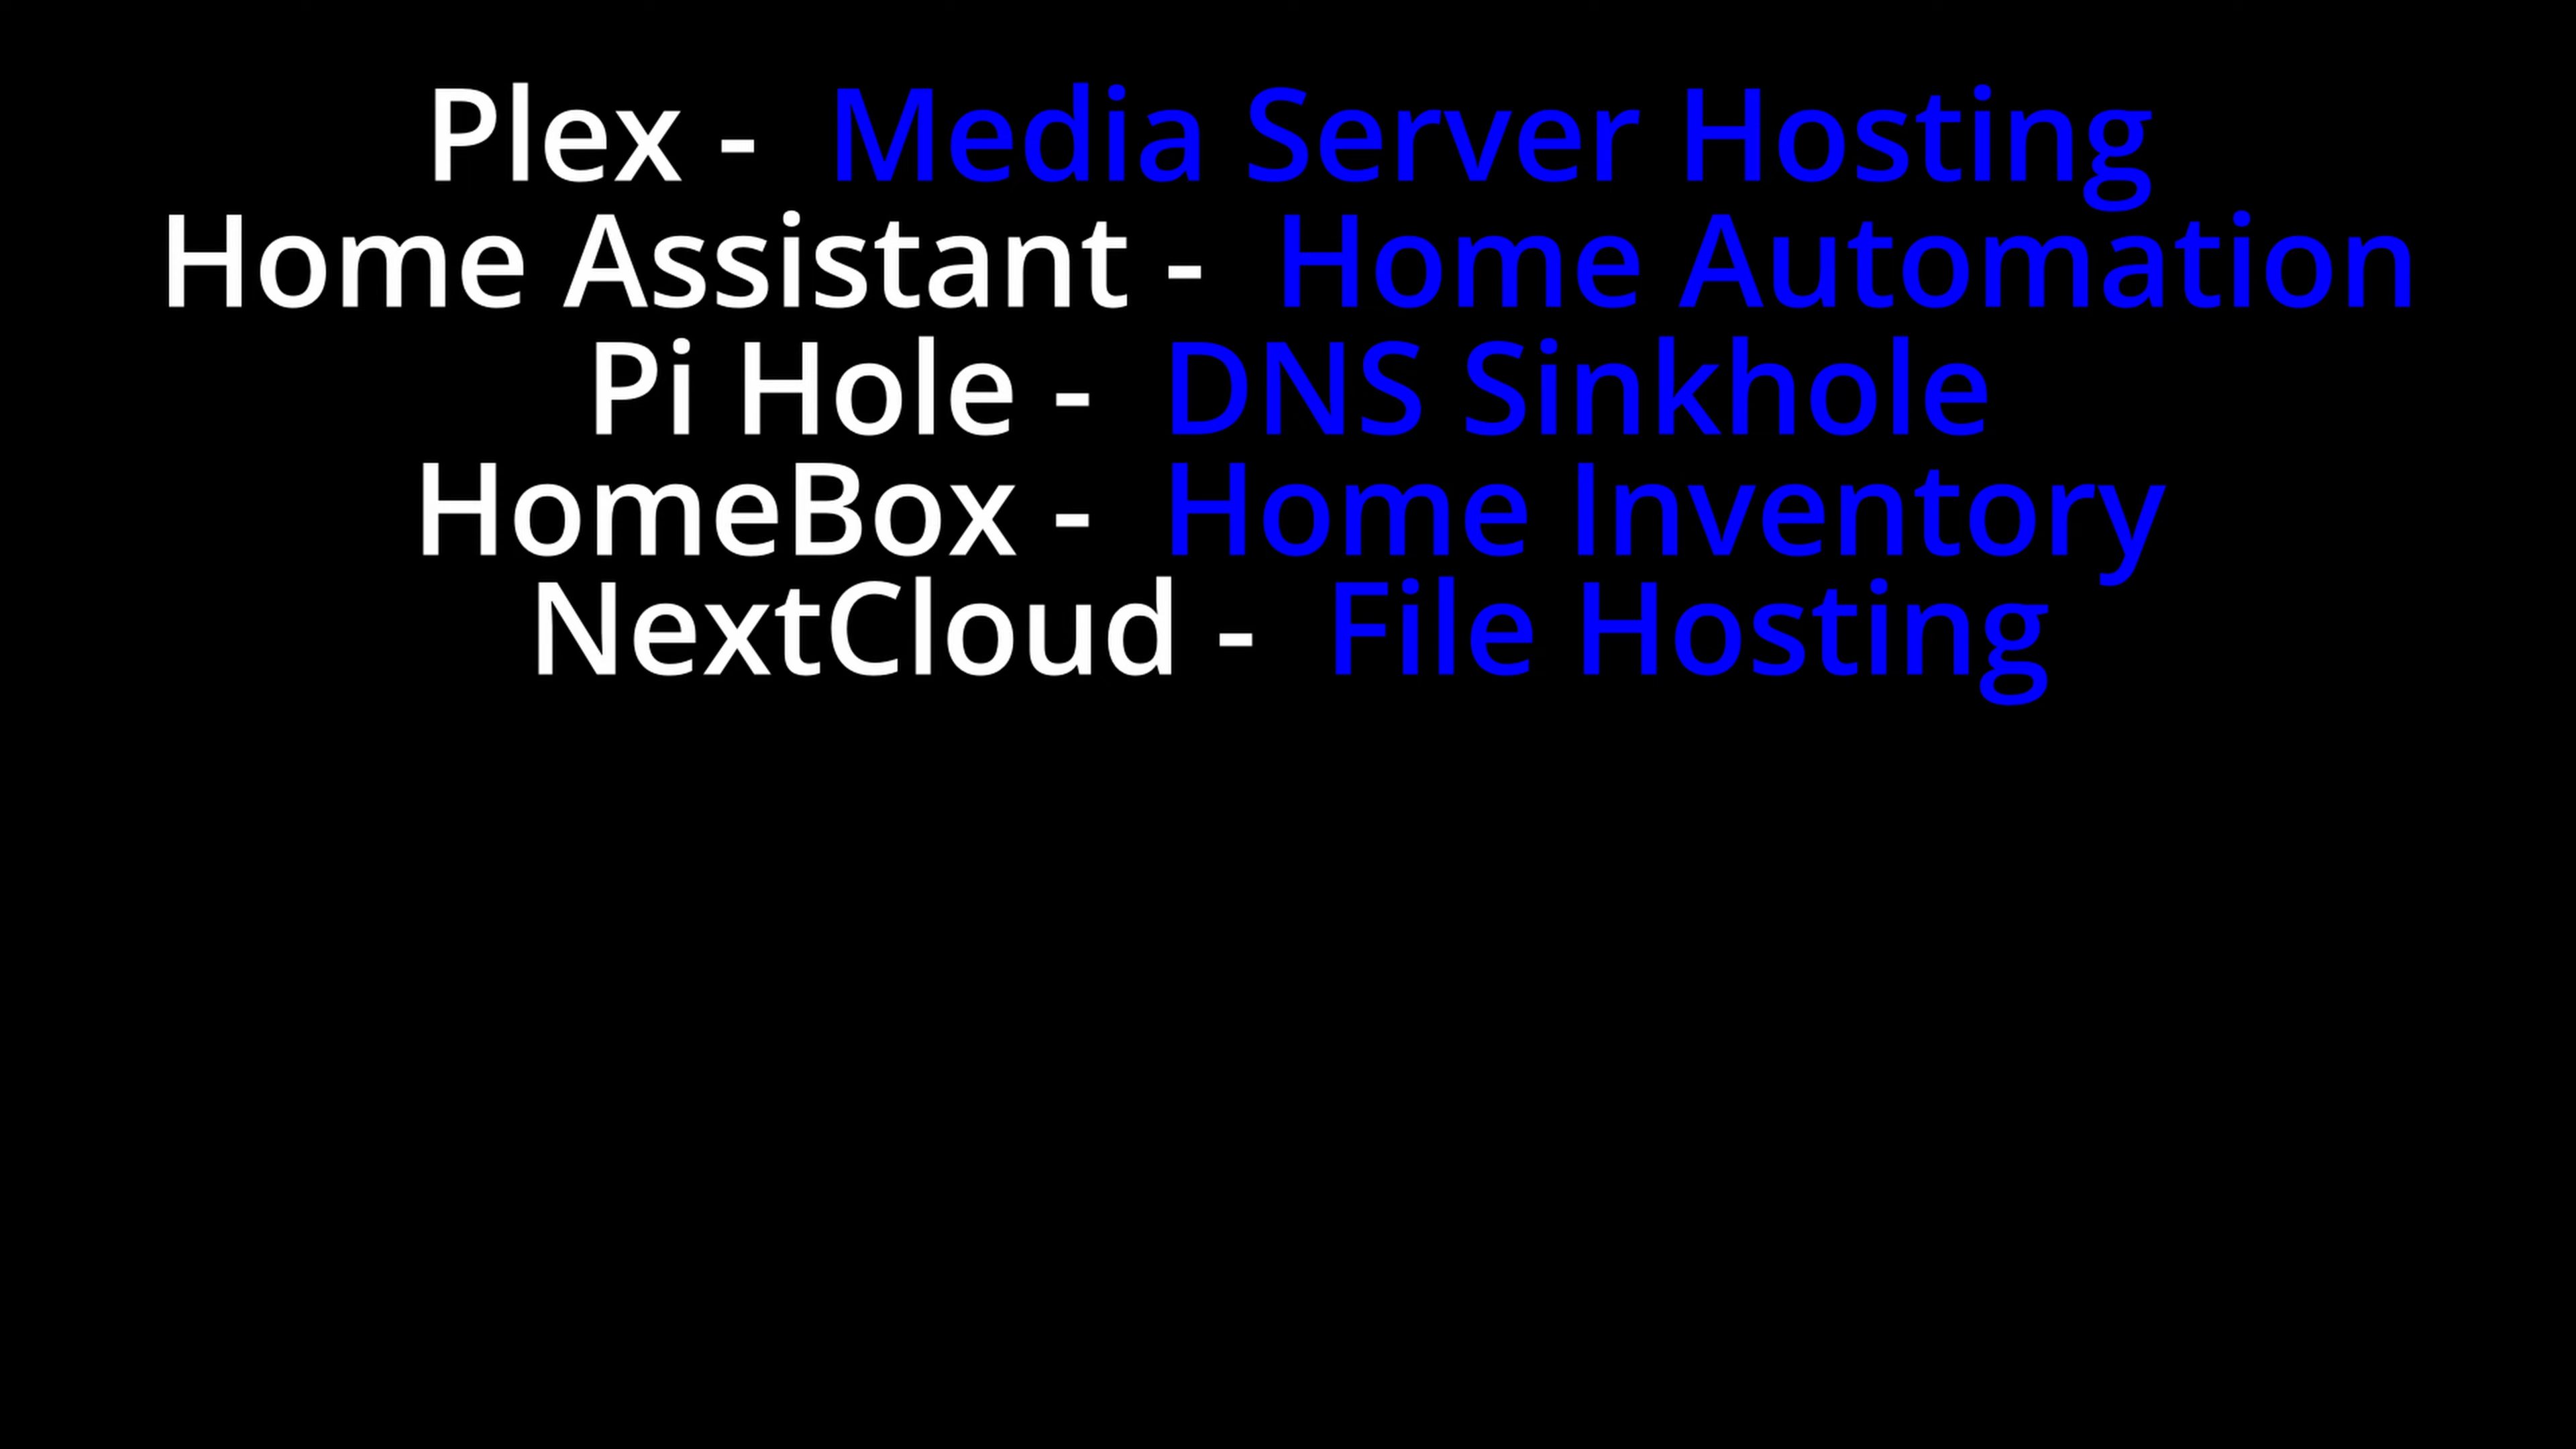 Plex - Media Server Hosting
Home Assistant - Home Automation
Pi Hole - DNS Sinkhole
HomeBox - Home Inventory
NextCloud - File Hosting